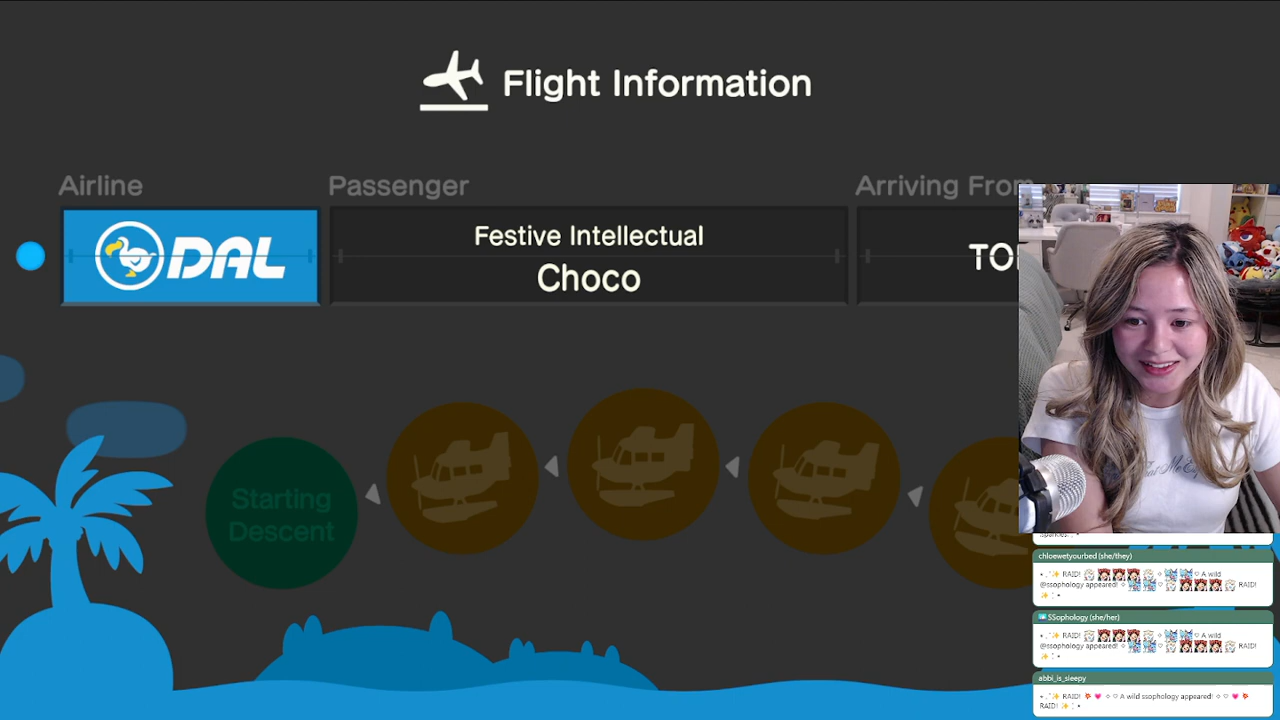 Flight Information
Airline
Passenger
Arriving From
DAL
Festive Intellectual
Choco
TO
Starting
Descent
chloewetyourbed (she/they)
RAID! A wild
@ssophology appeared! RAID!
SSophology (she/her)
RAID! A wild
@ssophology appeared! RAID!
abbi_is_sleepy
RAID! A wild ssophology appeared!
RAID!